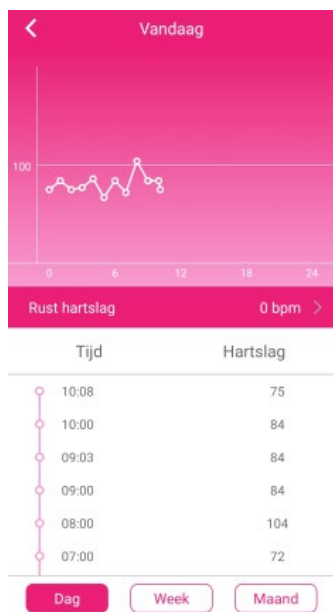 Vandaag
100
0 6 12 18 24
Rust hartslag 0 bpm
Tijd Hartslag
10:08 75
10:00 84
09:03 84
09:00 84
08:00 104
07:00 72
Dag Week Maand